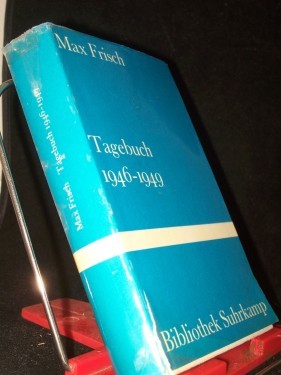 Max Frisch
Tagebuch
1946-1949
Bibliothek Suhrkamp
Max Frisch Tagebuch 1946-1949